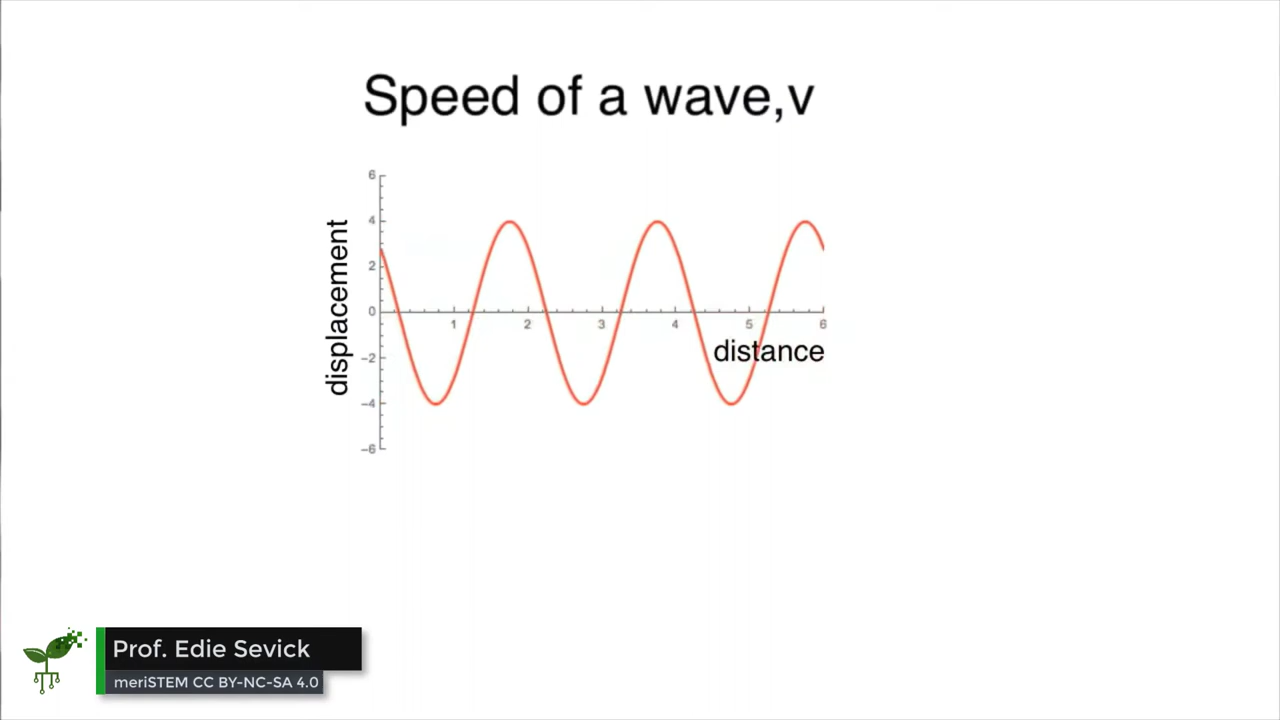 Speed of a wave,v
6
4
2
0
−2
−4
−6
displacement
1 2 3 4 5 6
distance
Prof. Edie Sevick
meriSTEM CC BY-NC-SA 4.0